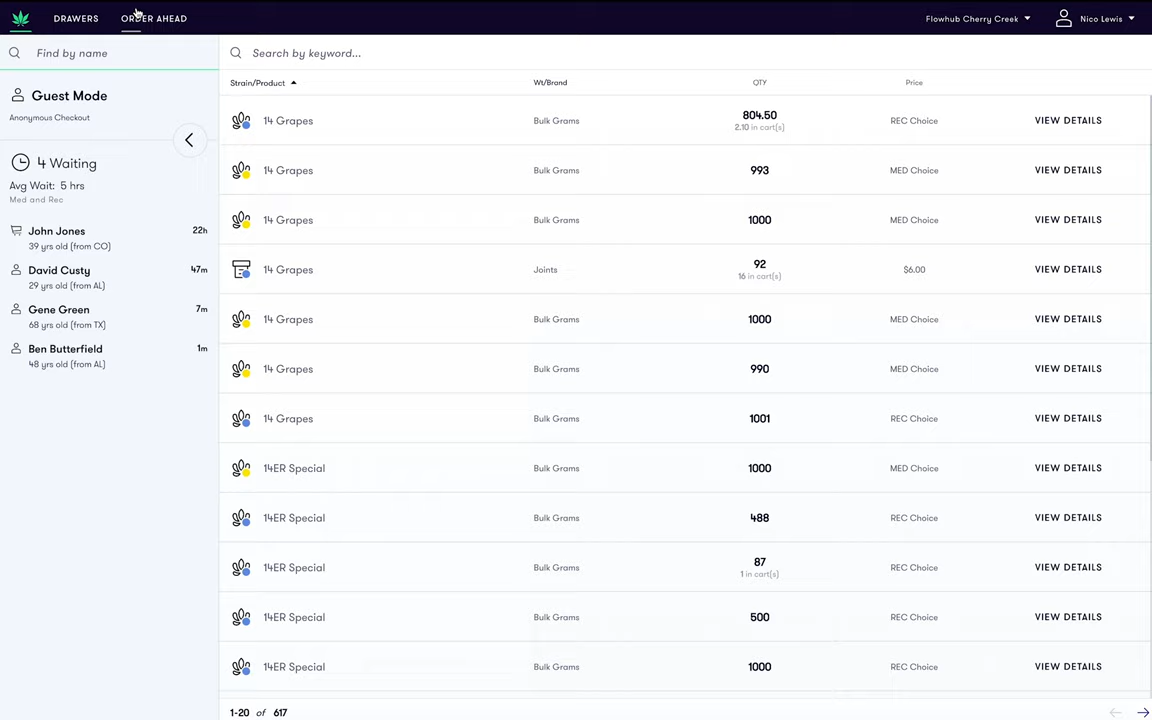 DRAWERS ORDER AHEAD Flowhub Cherry Creek Nico Lewis
Find by name
Search by keyword...
Guest Mode
Anonymous Checkout
4 Waiting
Avg Wait: 5 hrs
Med and Rec
John Jones 22h
39 yrs old (from CO)
David Custy 47m
29 yrs old (from AL)
Gene Green 7m
68 yrs old (from TX)
Ben Butterfield 1m
48 yrs old (from AL)
Strain/Product Wt/Brand QTY Price
14 Grapes Bulk Grams 804.50 REC Choice VIEW DETAILS
2.10 in cart(s)
14 Grapes Bulk Grams 993 MED Choice VIEW DETAILS
14 Grapes Bulk Grams 1000 MED Choice VIEW DETAILS
14 Grapes Joints 92 $6.00 VIEW DETAILS
16 in cart(s)
14 Grapes Bulk Grams 1000 MED Choice VIEW DETAILS
14 Grapes Bulk Grams 990 MED Choice VIEW DETAILS
14 Grapes Bulk Grams 1001 REC Choice VIEW DETAILS
14ER Special Bulk Grams 1000 MED Choice VIEW DETAILS
14ER Special Bulk Grams 488 REC Choice VIEW DETAILS
14ER Special Bulk Grams 87 REC Choice VIEW DETAILS
1 in cart(s)
14ER Special Bulk Grams 500 REC Choice VIEW DETAILS
14ER Special Bulk Grams 1000 REC Choice VIEW DETAILS
1-20 of 617